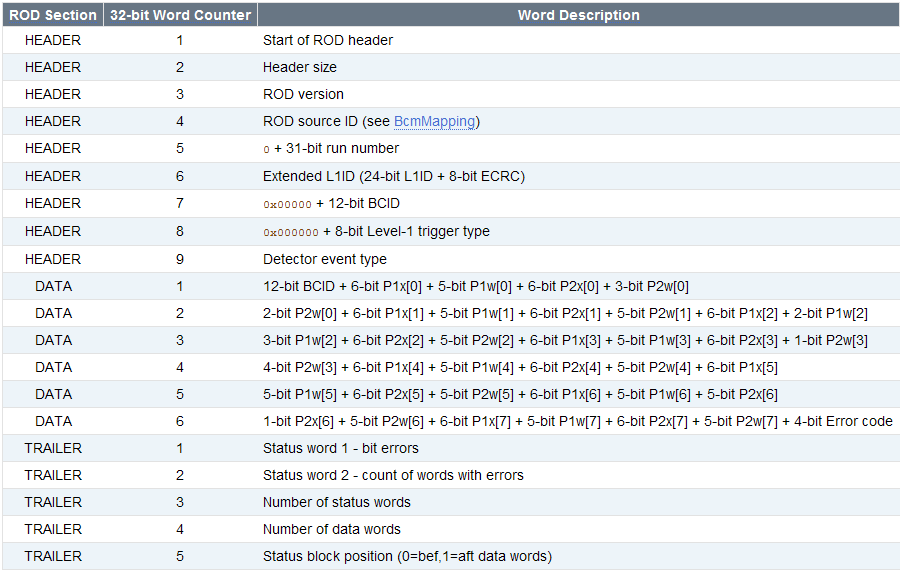 ROD Section 32-bit Word Counter Word Description
HEADER 1 Start of ROD header
HEADER 2 Header size
HEADER 3 ROD version
HEADER 4 ROD source ID (see BcmMapping)
HEADER 5 0 + 31-bit run number
HEADER 6 Extended L1ID (24-bit L1ID + 8-bit ECRC)
HEADER 7 0x00000 + 12-bit BCID
HEADER 8 0x000000 + 8-bit Level-1 trigger type
HEADER 9 Detector event type
DATA 1 12-bit BCID + 6-bit P1x[0] + 5-bit P1w[0] + 6-bit P2x[0] + 3-bit P2w[0]
DATA 2 2-bit P2w[0] + 6-bit P1x[1] + 5-bit P1w[1] + 6-bit P2x[1] + 5-bit P2w[1] + 6-bit P1x[2] + 2-bit P1w[2]
DATA 3 3-bit P1w[2] + 6-bit P2x[2] + 5-bit P2w[2] + 6-bit P1x[3] + 5-bit P1w[3] + 6-bit P2x[3] + 1-bit P2w[3]
DATA 4 4-bit P2w[3] + 6-bit P1x[4] + 5-bit P1w[4] + 6-bit P2x[4] + 5-bit P2w[4] + 6-bit P1x[5]
DATA 5 5-bit P1w[5] + 6-bit P2x[5] + 5-bit P2w[5] + 6-bit P1x[6] + 5-bit P1w[6] + 5-bit P2x[6]
DATA 6 1-bit P2x[6] + 5-bit P2w[6] + 6-bit P1x[7] + 5-bit P1w[7] + 6-bit P2x[7] + 5-bit P2w[7] + 4-bit Error code
TRAILER 1 Status word 1 - bit errors
TRAILER 2 Status word 2 - count of words with errors
TRAILER 3 Number of status words
TRAILER 4 Number of data words
TRAILER 5 Status block position (0=bef,1=aft data words)